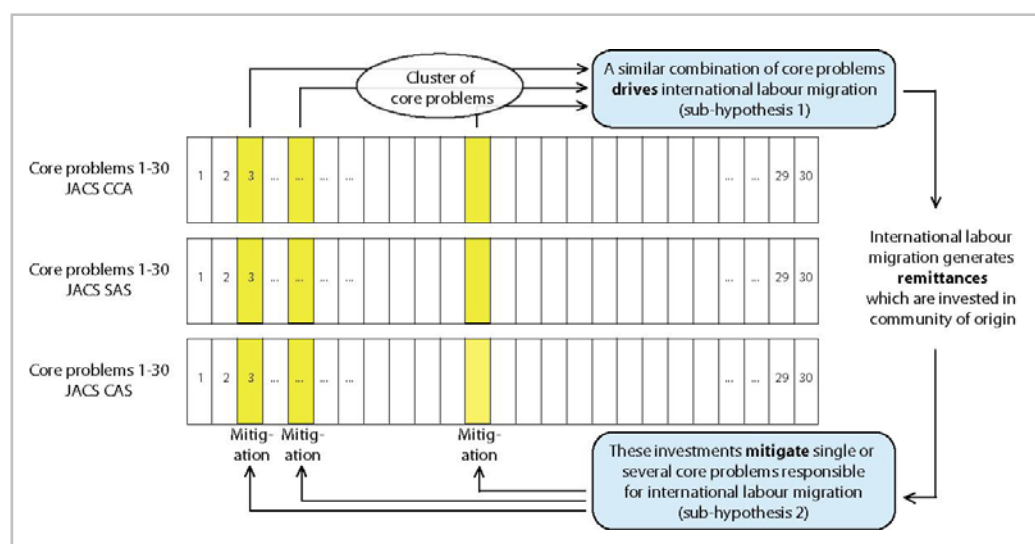 Cluster of
core problems
A similar combination of core problems
drives international labour migration
(sub-hypothesis 1)
Core problems 1-30
JACS CCA
1 2 3 ... ... ... ... ... ... 29 30
Core problems 1-30
JACS SAS
1 2 3 ... ... ... ... ... ... 29 30
Core problems 1-30
JACS CAS
1 2 3 ... ... ... ... ... ... 29 30
International labour
migration generates
remittances
which are invested in
community of origin
Mitig-
ation
Mitig-
ation
Mitig-
ation
These investments mitigate single or
several core problems responsible
for international labour migration
(sub-hypothesis 2)